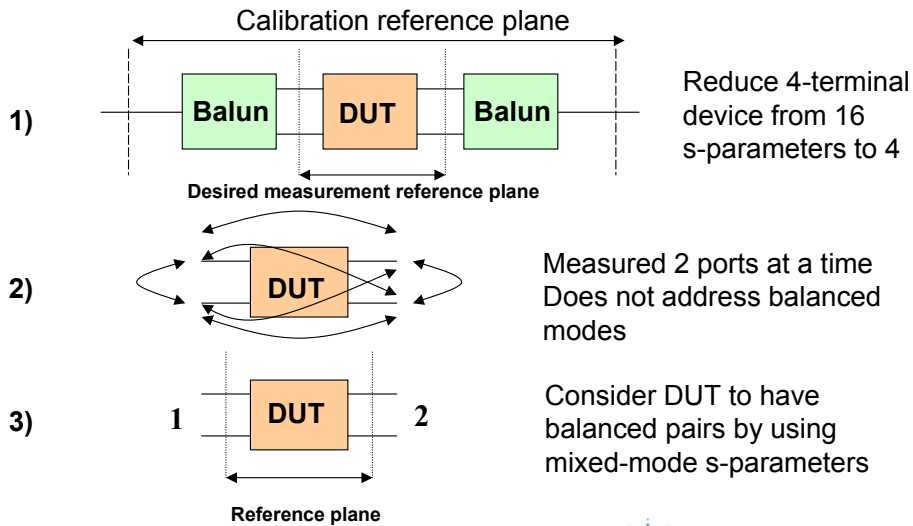 Calibration reference plane
1)
Balun
DUT
Balun
Reduce 4-terminal
device from 16
s-parameters to 4
Desired measurement reference plane
2)
DUT
Measured 2 ports at a time
Does not address balanced
modes
3)
1
DUT
2
Consider DUT to have
balanced pairs by using
mixed-mode s-parameters
Reference plane